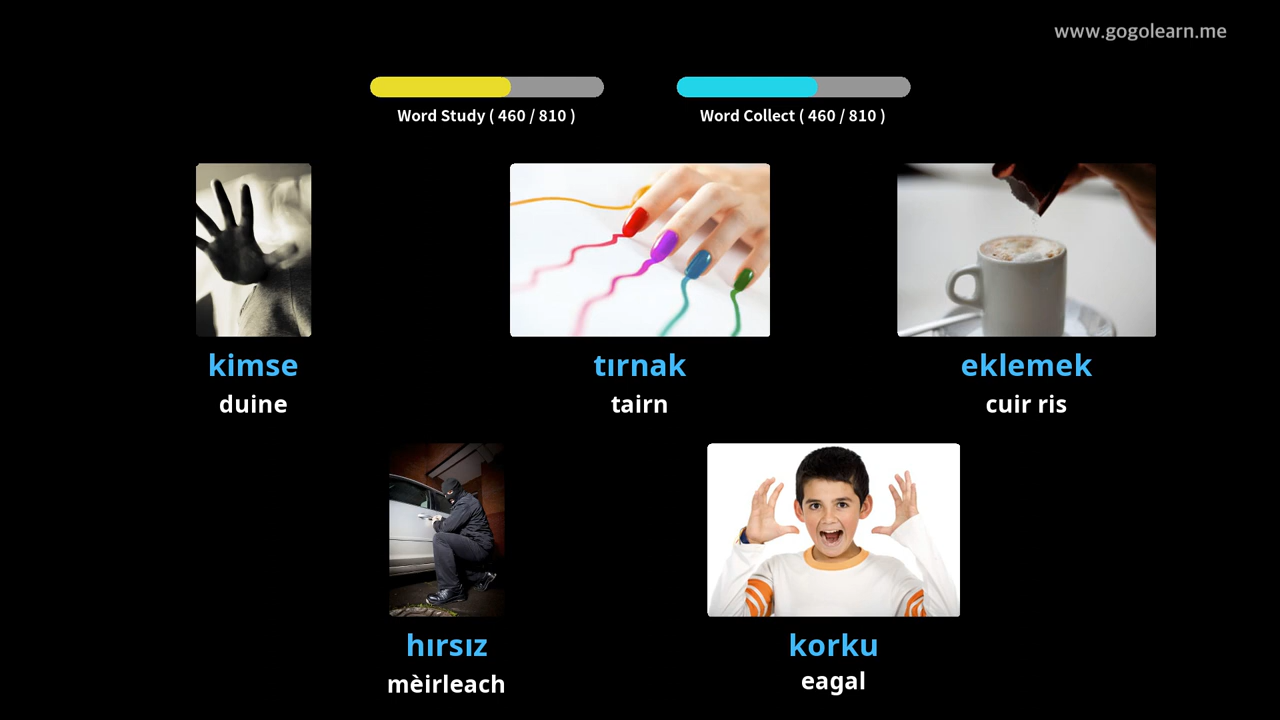 www.gogolearn.me
Word Study ( 460 / 810 )
Word Collect ( 460 / 810 )
kimse
duine
tırnak
tairn
eklemek
cuir ris
hırsız
mèirleach
korku
eagal